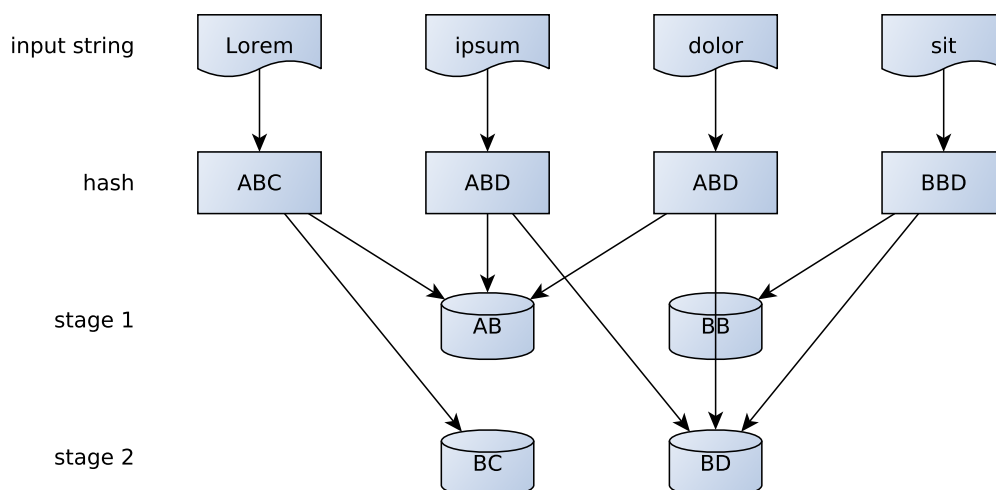 input string Lorem ipsum dolor sit
hash ABC ABD ABD BBD
stage 1 AB BB
stage 2 BC BD